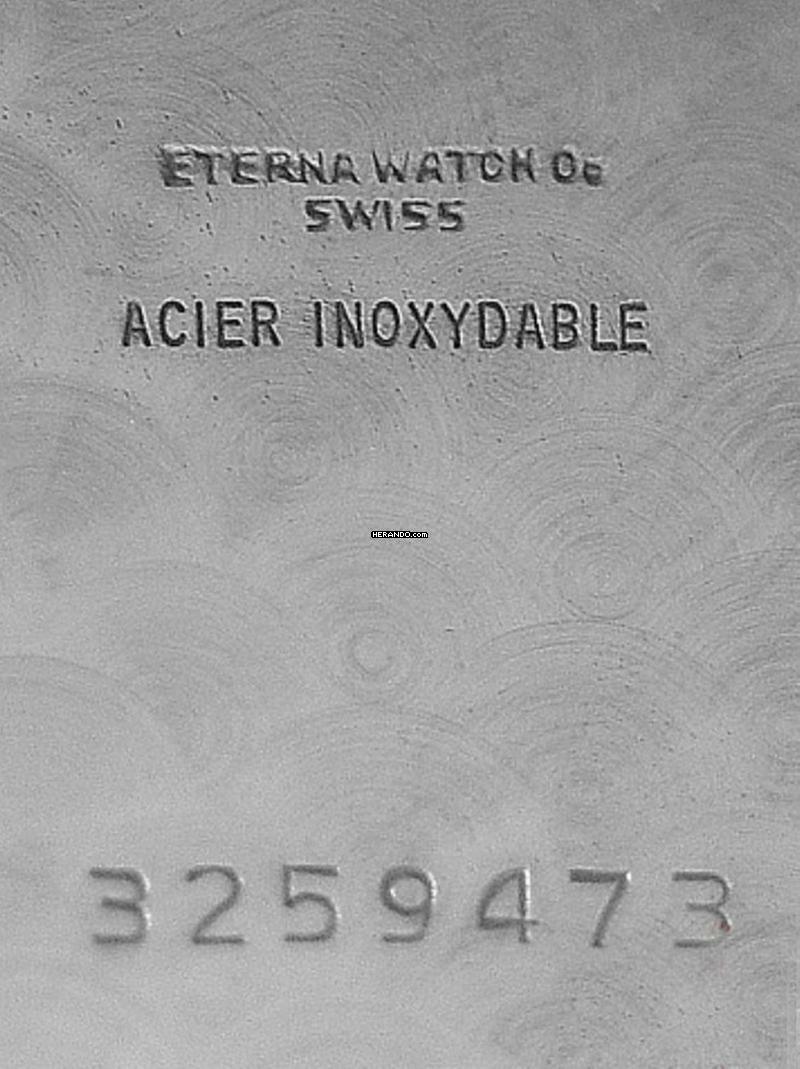 ETERNA WATCH Co
SWISS
ACIER INOXYDABLE
HERANDO.com
3259473